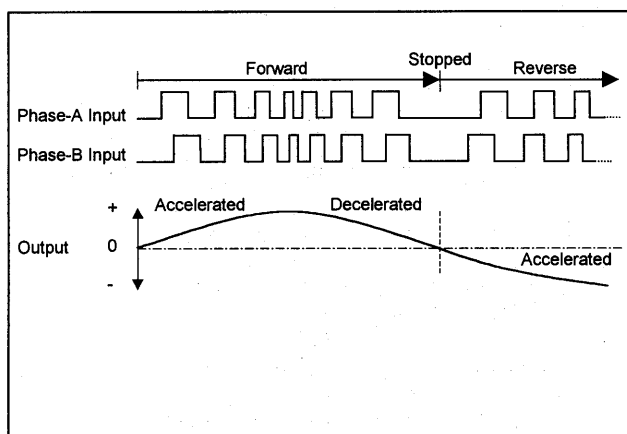 Stopped
Forward
Reverse
Phase-A Input
Phase-B Input
+
Accelerated
Decelerated
Output
0
Accelerated
-